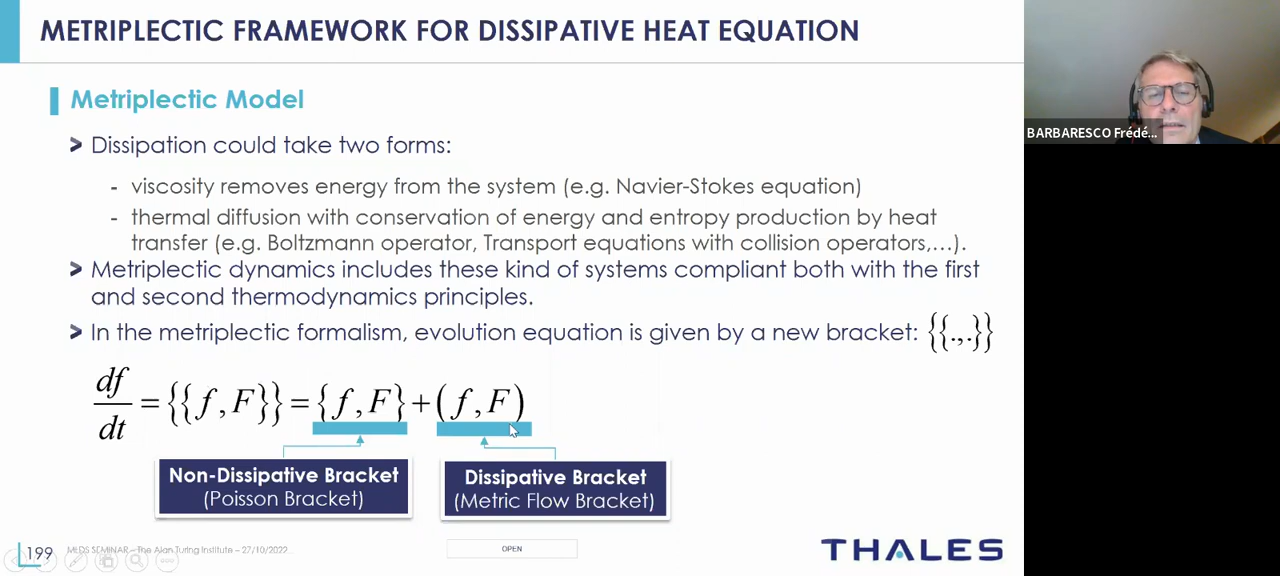 METRIPLECTIC FRAMEWORK FOR DISSIPATIVE HEAT EQUATION
Metriplectic Model
Dissipation could take two forms:
- viscosity removes energy from the system (e.g. Navier-Stokes equation)
- thermal diffusion with conservation of energy and entropy production by heat
transfer (e.g. Boltzmann operator, Transport equations with collision operators,…).
Metriplectic dynamics includes these kind of systems compliant both with the first
and second thermodynamics principles.
In the metriplectic formalism, evolution equation is given by a new bracket: {{.,.}}
df/dt = {{f,F}} = {f,F} + (f,F)
Non-Dissipative Bracket
(Poisson Bracket)
Dissipative Bracket
(Metric Flow Bracket)
199
MLDS SEMINAR – The Alan Turing Institute – 27/10/2022
OPEN
THALES
BARBARESCO Frédé...